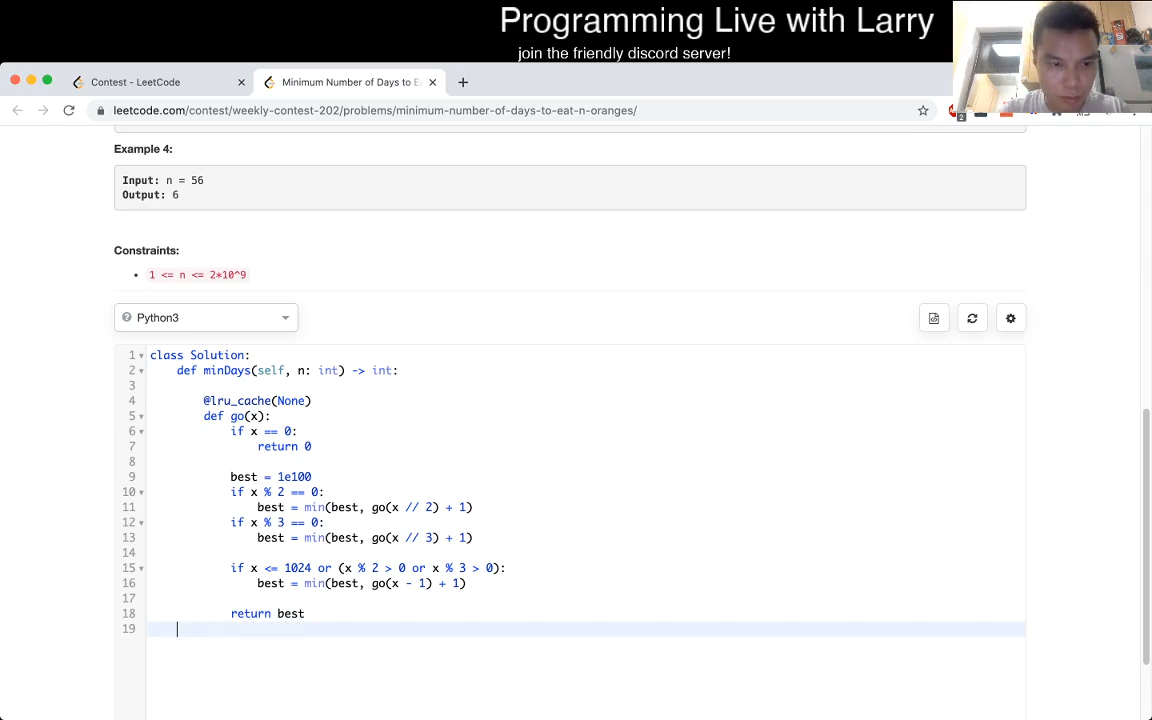 Programming Live with Larry
join the friendly discord server!
Contest - LeetCode
Minimum Number of Days to E
leetcode.com/contest/weekly-contest-202/problems/minimum-number-of-days-to-eat-n-oranges/
2
Example 4:
Input: n = 56
Output: 6
Constraints:
1 <= n <= 2*10^9
Python3
1 class Solution:
2 def minDays(self, n: int) -> int:
3
4 @lru_cache(None)
5 def go(x):
6 if x == 0:
7 return 0
8
9 best = 1e100
10 if x % 2 == 0:
11 best = min(best, go(x // 2) + 1)
12 if x % 3 == 0:
13 best = min(best, go(x // 3) + 1)
14
15 if x <= 1024 or (x % 2 > 0 or x % 3 > 0):
16 best = min(best, go(x - 1) + 1)
17
18 return best
19